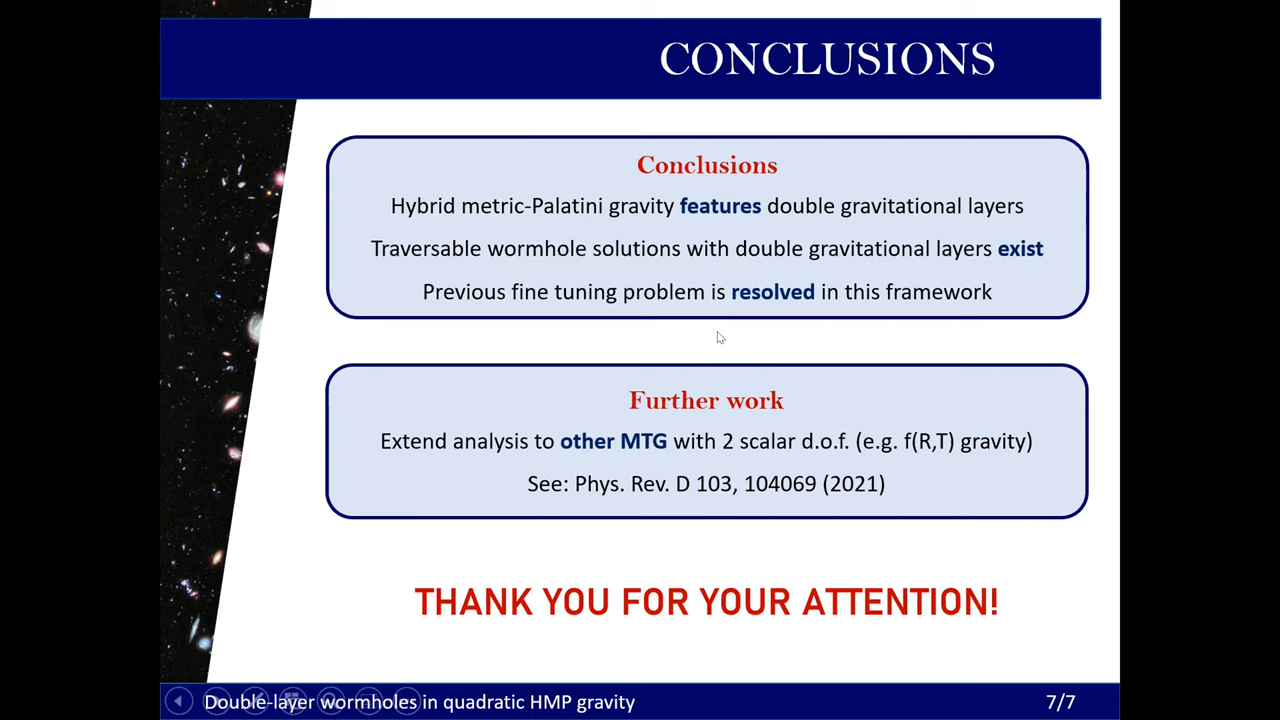 CONCLUSIONS
Conclusions
Hybrid metric-Palatini gravity features double gravitational layers
Traversable wormhole solutions with double gravitational layers exist
Previous fine tuning problem is resolved in this framework
Further work
Extend analysis to other MTG with 2 scalar d.o.f. (e.g. f(R,T) gravity)
See: Phys. Rev. D 103, 104069 (2021)
THANK YOU FOR YOUR ATTENTION!
Double-layer wormholes in quadratic HMP gravity
7/7